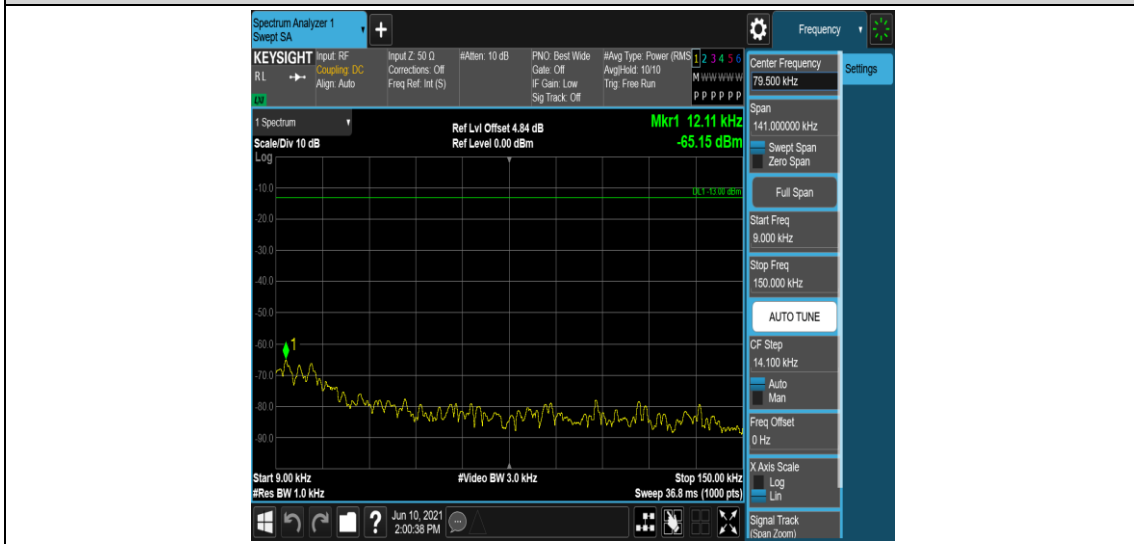 Spectrum Analyzer 1
Swept SA
+
Frequency
KEYSIGHT
RL
LXI
Input: RF
Coupling: DC
Align: Auto
Input Z: 50 Ω
Corrections: Off
Freq Ref: Int (S)
#Atten: 10 dB
PNO: Best Wide
Gate: Off
IF Gain: Low
Sig Track: Off
#Avg Type: Power (RMS
Avg|Hold: 10/10
Trig: Free Run
1 2 3 4 5 6
M W W W W W
P P P P P P
1 Spectrum
Scale/Div 10 dB
Log
Ref Lvl Offset 4.84 dB
Ref Level 0.00 dBm
Mkr1 12.11 kHz
-65.15 dBm
DL1 -13.00 dBm
-10.0
-20.0
-30.0
-40.0
-50.0
-60.0
1
-70.0
-80.0
-90.0
Start 9.00 kHz
#Res BW 1.0 kHz
#Video BW 3.0 kHz
Stop 150.00 kHz
Sweep 36.8 ms (1000 pts)
?
Jun 10, 2021
2:00:38 PM
Center Frequency
79.500 kHz
Settings
Span
141.000000 kHz
Swept Span
Zero Span
Full Span
Start Freq
9.000 kHz
Stop Freq
150.000 kHz
AUTO TUNE
CF Step
14.100 kHz
Auto
Man
Freq Offset
0 Hz
X Axis Scale
Log
Lin
Signal Track
(Span Zoom)